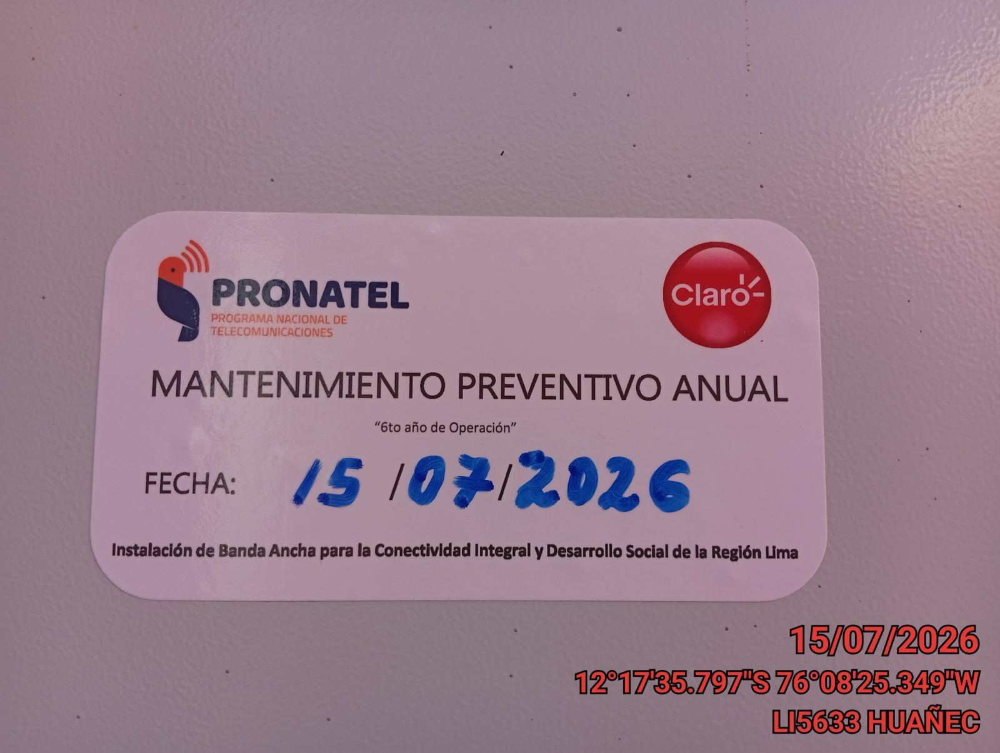 PRONATEL
PROGRAMA NACIONAL DE
TELECOMUNICACIONES
Claro
MANTENIMIENTO PREVENTIVO ANUAL
“6to año de Operación”
FECHA: 15/07/2026
Instalación de Banda Ancha para la Conectividad Integral y Desarrollo Social de la Región Lima
15/07/2026
12°17'35.797"S 76°08'25.349"W
LI5633 HUAÑEC